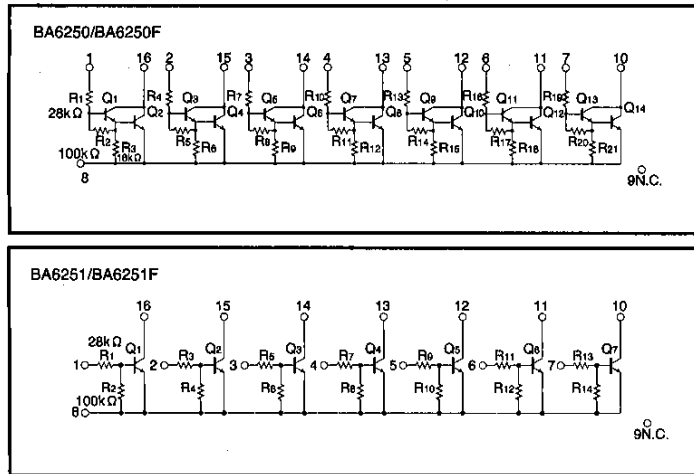 BA6250/BA6250F
1 16 2 15 3 14 4 13 5 12 6 11 7 10
R1 Q1 R4 Q3 R7 Q5 R10 Q7 R13 Q9 R16 Q11 R19 Q13
28kΩ Q2 Q4 Q6 Q8 Q10 Q12 Q14
R2 R3 R5 R6 R8 R9 R11 R12 R14 R15 R17 R18 R20 R21
100kΩ 18kΩ
8 9N.C.
BA6251/BA6251F
16 15 14 13 12 11 10
28kΩ Q1 Q2 Q3 Q4 Q5 Q6 Q7
1 R1 2 R3 3 R5 4 R7 5 R9 6 R11 7 R13
R2 R4 R6 R8 R10 R12 R14
100kΩ
8 9N.C.